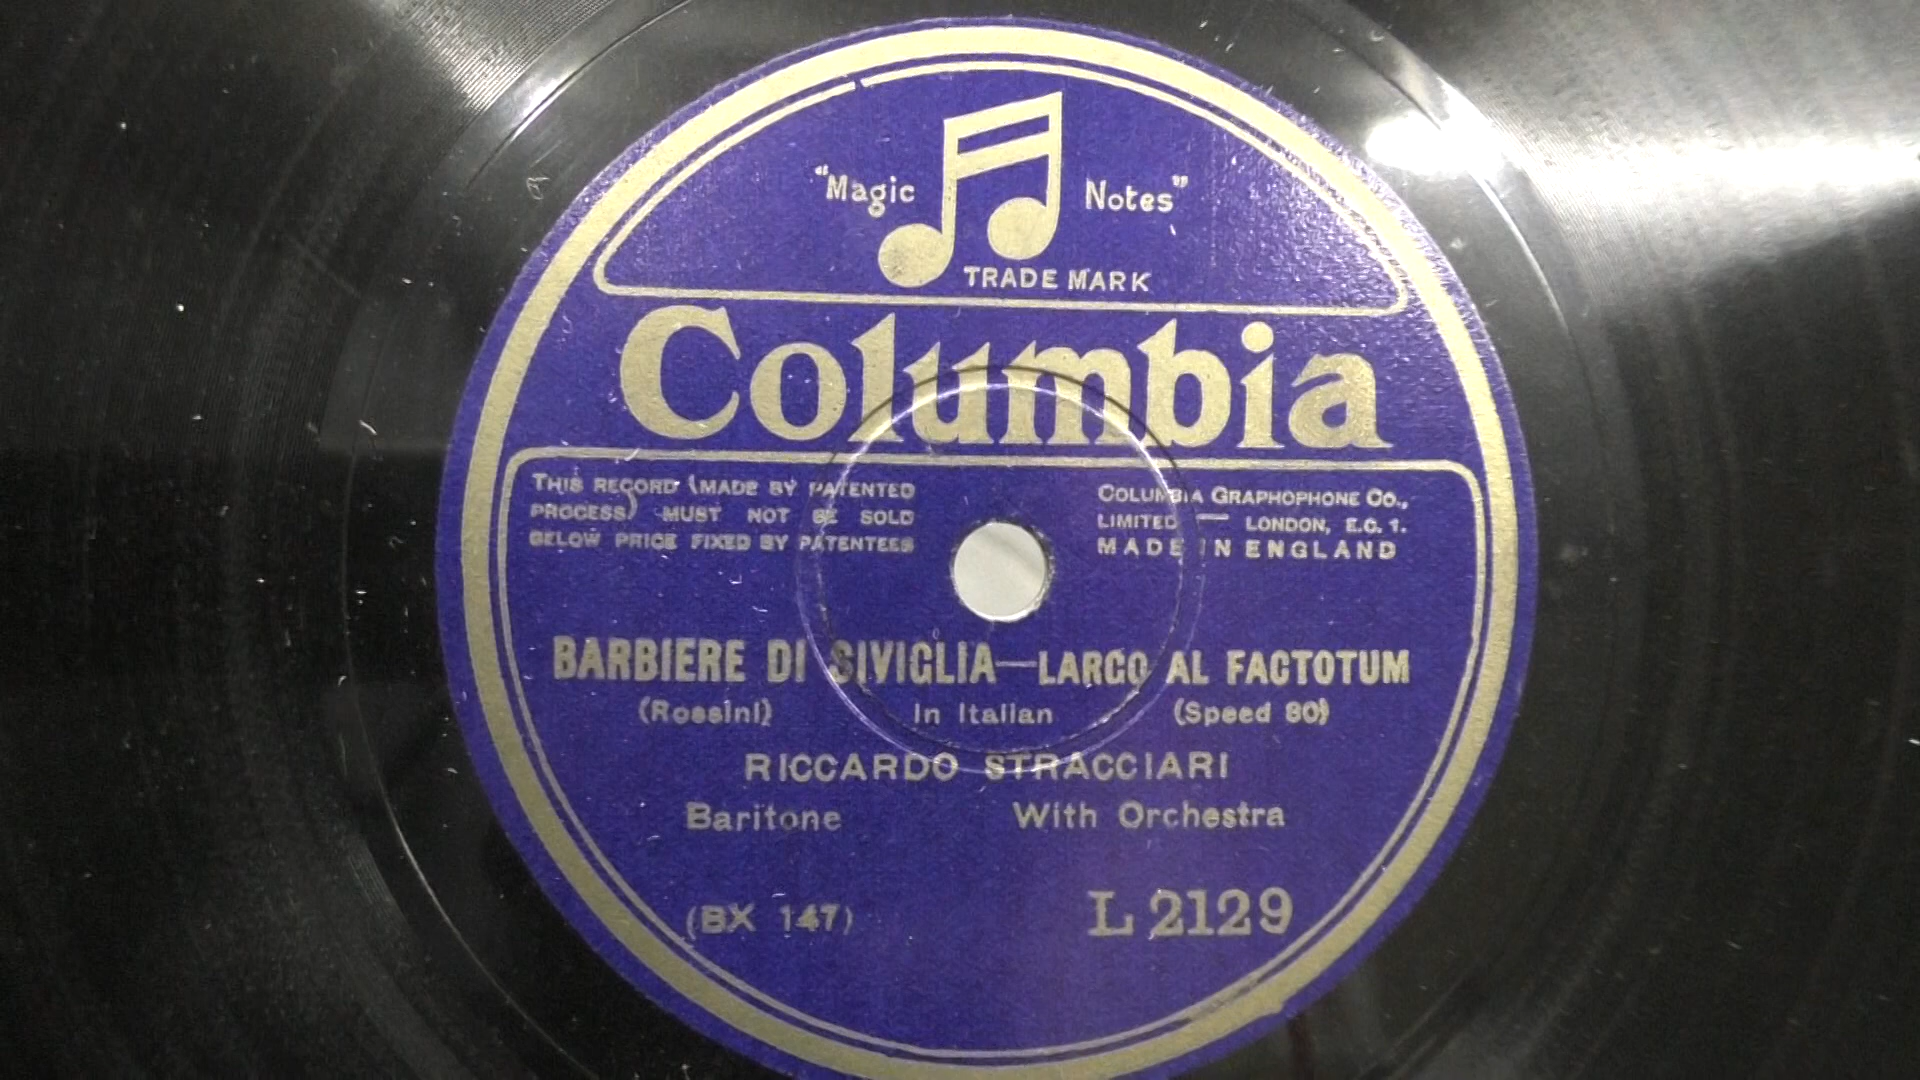 "Magic Notes"
TRADE MARK
Columbia
THIS RECORD (MADE BY PATENTED
PROCESS) MUST NOT BE SOLD
BELOW PRICE FIXED BY PATENTEES
COLUMBIA GRAPHOPHONE CO.,
LIMITED — LONDON, E.C. 1.
MADE IN ENGLAND
BARBIERE DI SIVIGLIA—LARGO AL FACTOTUM
(Rossini) In Italian (Speed 80)
RICCARDO STRACCIARI
Baritone With Orchestra
(BX 147) L 2129